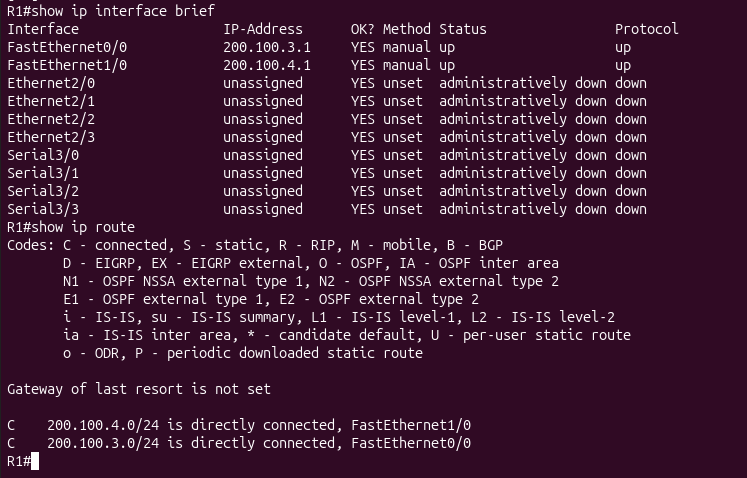 R1#show ip interface brief
Interface                  IP-Address      OK? Method Status                Protocol
FastEthernet0/0            200.100.3.1     YES manual up                    up
FastEthernet1/0            200.100.4.1     YES manual up                    up
Ethernet2/0                unassigned      YES unset  administratively down down
Ethernet2/1                unassigned      YES unset  administratively down down
Ethernet2/2                unassigned      YES unset  administratively down down
Ethernet2/3                unassigned      YES unset  administratively down down
Serial3/0                  unassigned      YES unset  administratively down down
Serial3/1                  unassigned      YES unset  administratively down down
Serial3/2                  unassigned      YES unset  administratively down down
Serial3/3                  unassigned      YES unset  administratively down down
R1#show ip route
Codes: C - connected, S - static, R - RIP, M - mobile, B - BGP
       D - EIGRP, EX - EIGRP external, O - OSPF, IA - OSPF inter area
       N1 - OSPF NSSA external type 1, N2 - OSPF NSSA external type 2
       E1 - OSPF external type 1, E2 - OSPF external type 2
       i - IS-IS, su - IS-IS summary, L1 - IS-IS level-1, L2 - IS-IS level-2
       ia - IS-IS inter area, * - candidate default, U - per-user static route
       o - ODR, P - periodic downloaded static route

Gateway of last resort is not set

C    200.100.4.0/24 is directly connected, FastEthernet1/0
C    200.100.3.0/24 is directly connected, FastEthernet0/0
R1#